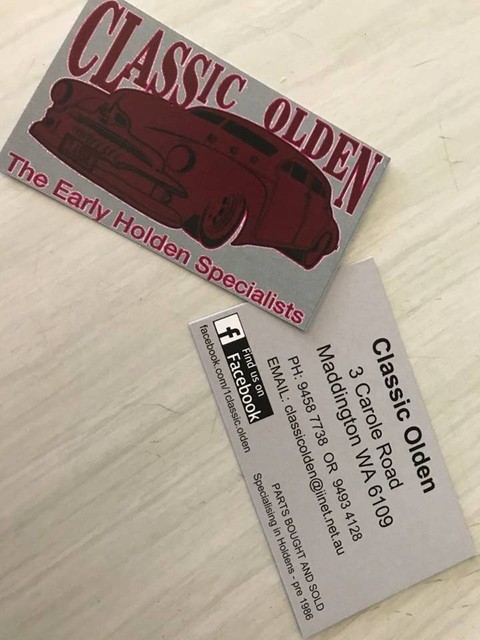 CLASSIC OLDEN
The Early Holden Specialists
Classic Olden
3 Carole Road
Maddington WA 6109
PH: 9458 7738 OR 9493 4128
EMAIL: classicolden@iinet.net.au
f Find us on
Facebook
facebook.com/1classic.olden
PARTS BOUGHT AND SOLD
Specialising in Holdens - pre 1986